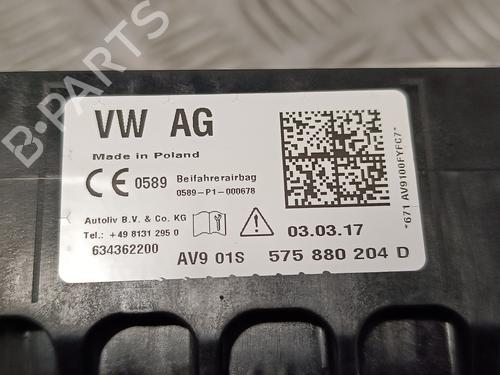 VW AG
Made in Poland
CE 0589 Beifahrerairbag
0589-P1-000678
Autoliv B.V. & Co. KG
Tel.: +49 8131 295 0
634362200
AV9 01S
03.03.17
575 880 204 D
*671 AV9100FYFC7*
B-PARTS